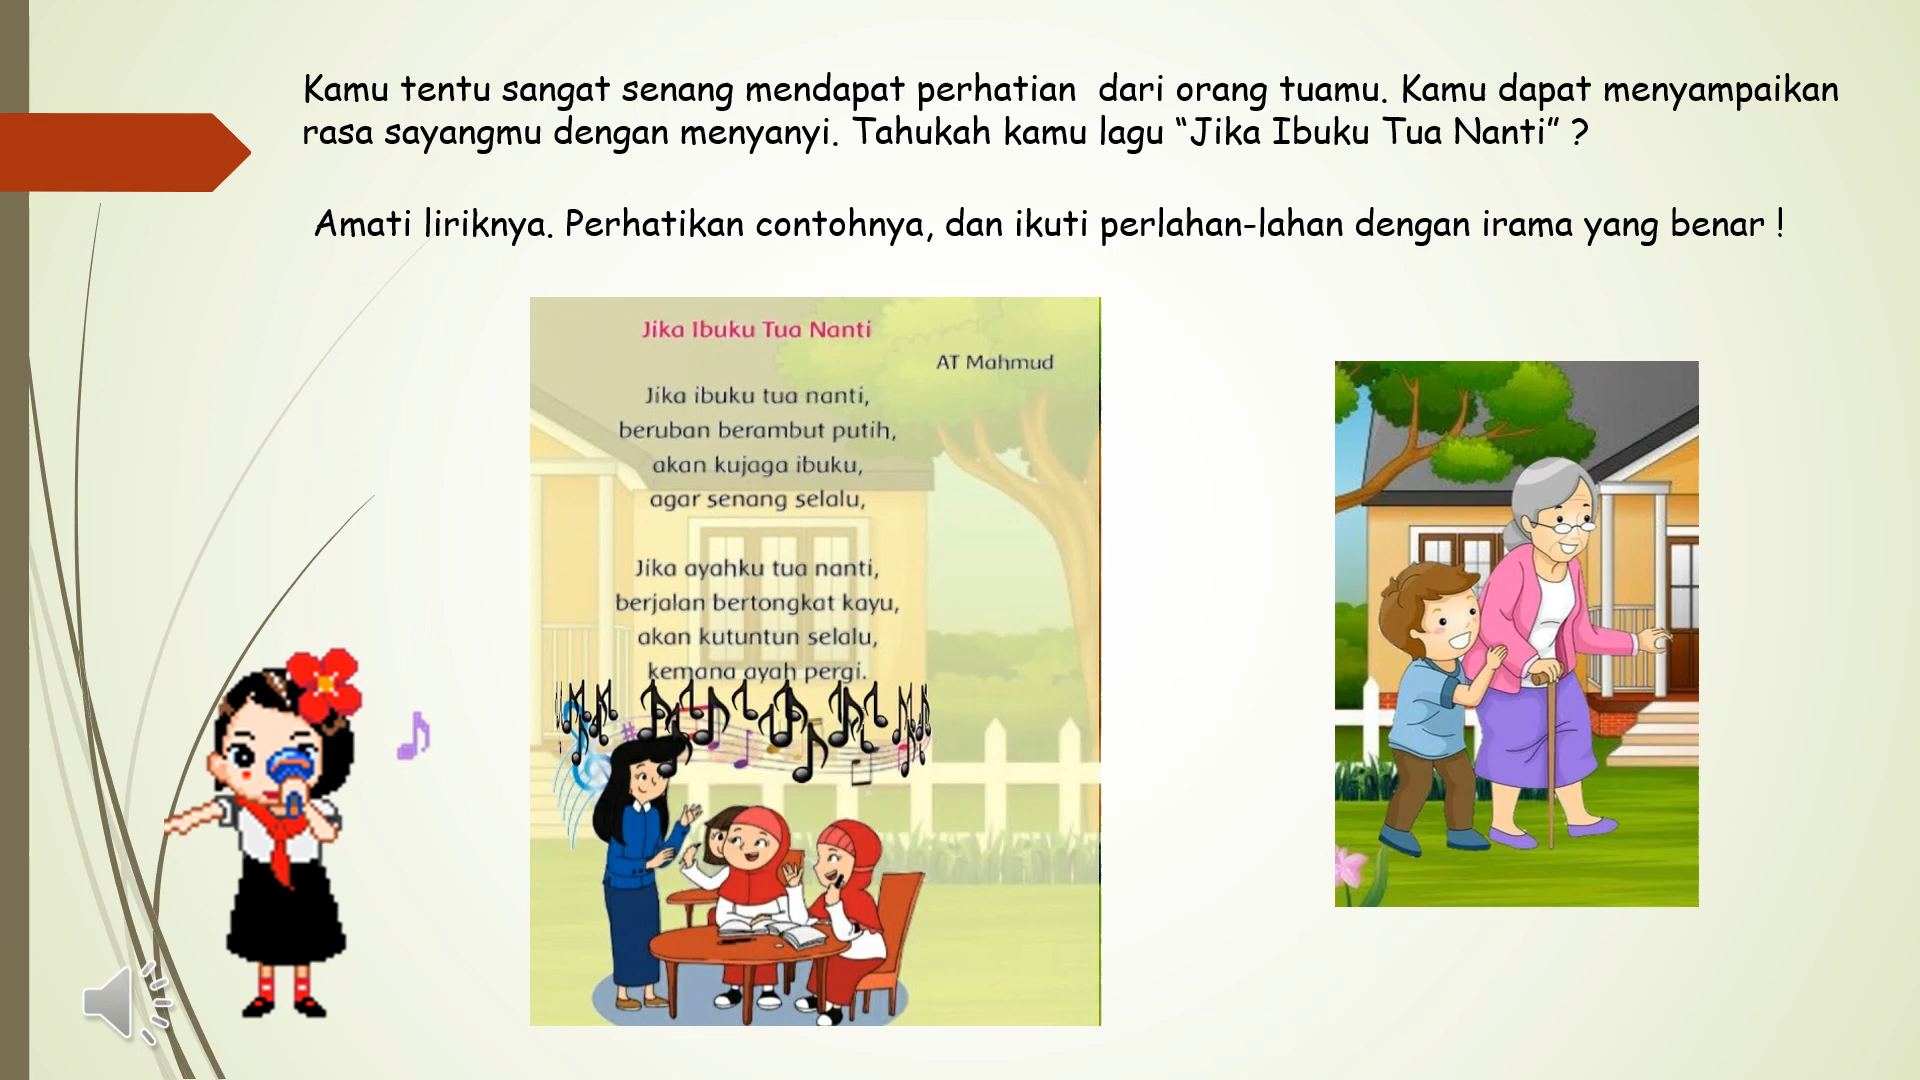 Kamu tentu sangat senang mendapat perhatian  dari orang tuamu. Kamu dapat menyampaikan
rasa sayangmu dengan menyanyi. Tahukah kamu lagu “Jika Ibuku Tua Nanti” ?
Amati liriknya. Perhatikan contohnya, dan ikuti perlahan-lahan dengan irama yang benar !
Jika Ibuku Tua Nanti
AT Mahmud
Jika ibuku tua nanti,
beruban berambut putih,
akan kujaga ibuku,
agar senang selalu,
Jika ayahku tua nanti,
berjalan bertongkat kayu,
akan kutuntun selalu,
kemana ayah pergi.